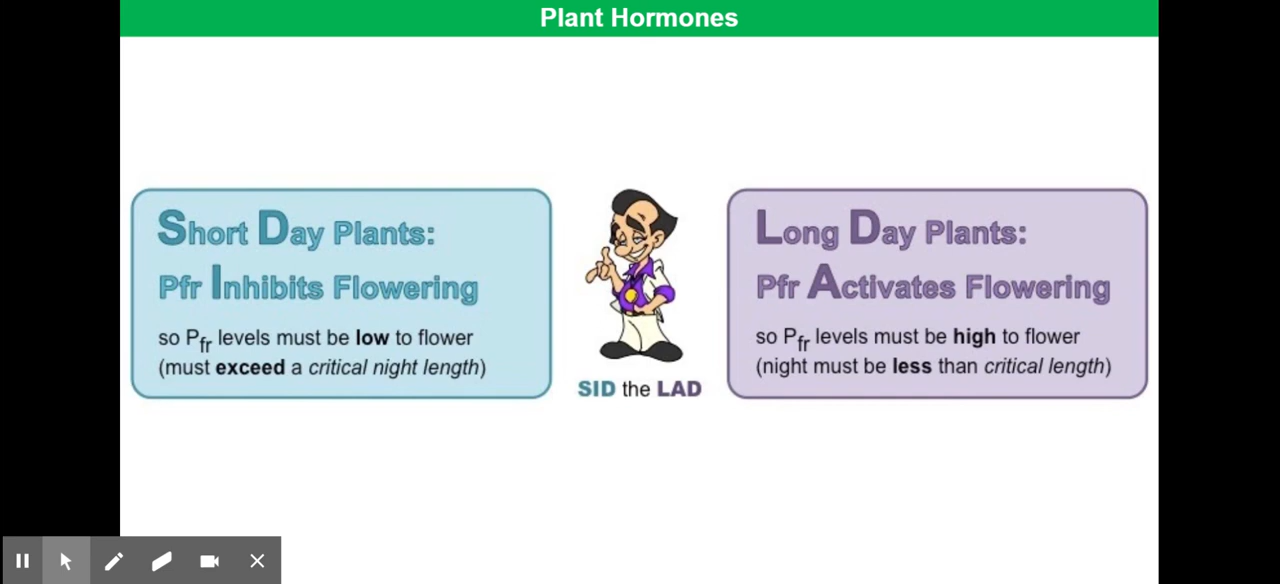 Plant Hormones
Short Day Plants:
Pfr Inhibits Flowering
so Pfr levels must be low to flower
(must exceed a critical night length)
SID the LAD
Long Day Plants:
Pfr Activates Flowering
so Pfr levels must be high to flower
(night must be less than critical length)